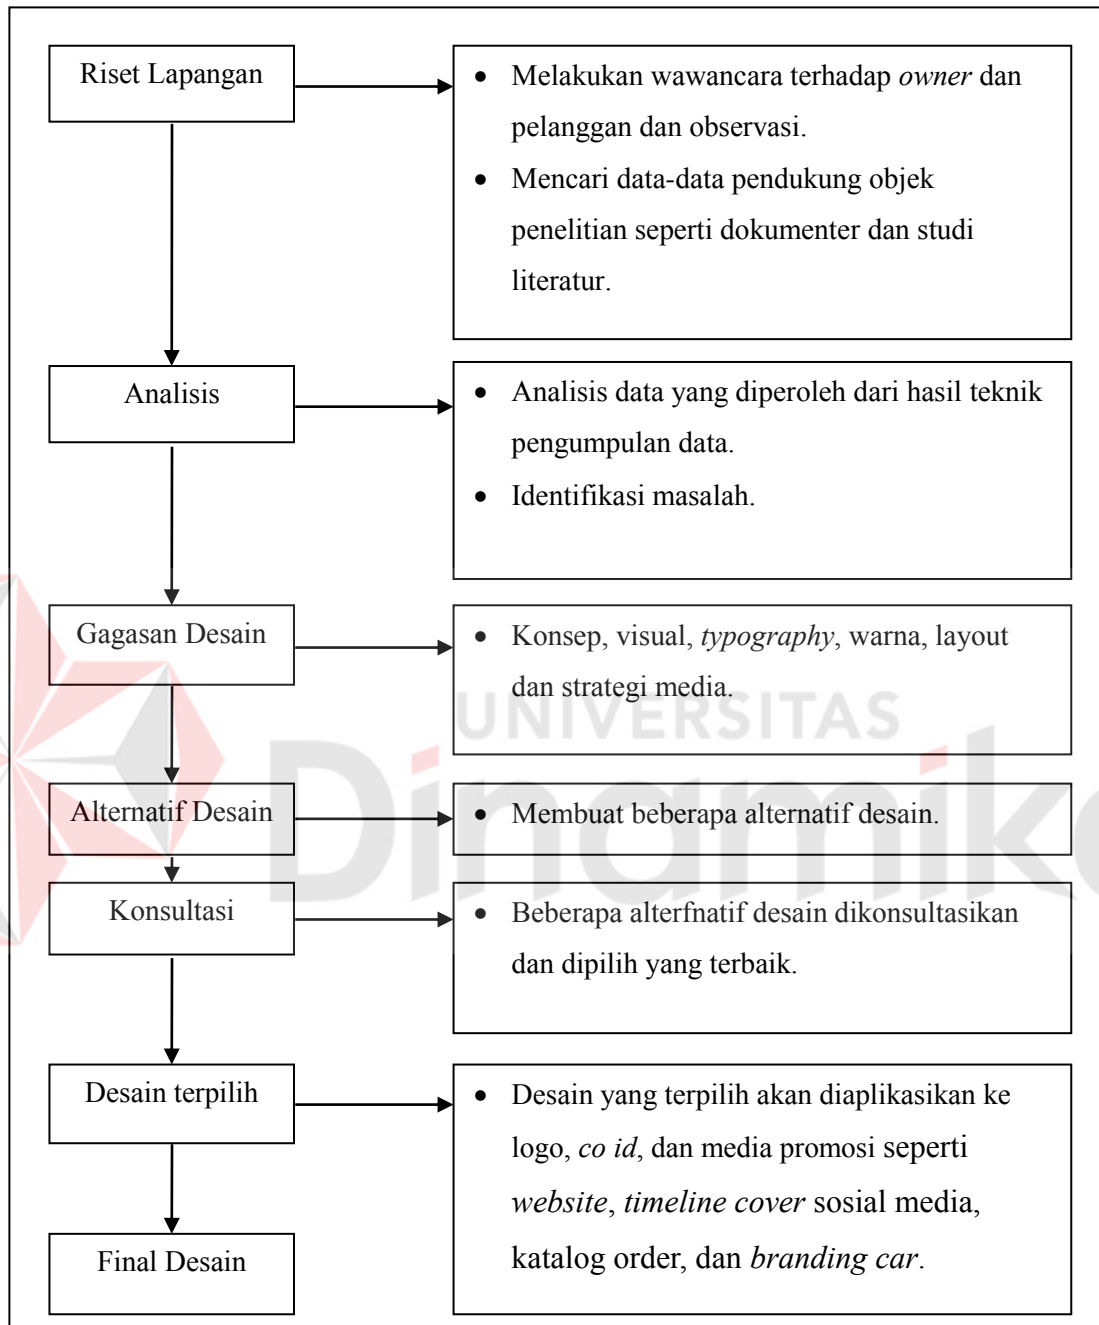 Riset Lapangan
• Melakukan wawancara terhadap owner dan
pelanggan dan observasi.
• Mencari data-data pendukung objek
penelitian seperti dokumenter dan studi
literatur.
Analisis
• Analisis data yang diperoleh dari hasil teknik
pengumpulan data.
• Identifikasi masalah.
Gagasan Desain
• Konsep, visual, typography, warna, layout
dan strategi media.
UNIVERSITAS
Dinamika
Alternatif Desain
• Membuat beberapa alternatif desain.
Konsultasi
• Beberapa alterfnatif desain dikonsultasikan
dan dipilih yang terbaik.
Desain terpilih
• Desain yang terpilih akan diaplikasikan ke
logo, co id, dan media promosi seperti
website, timeline cover sosial media,
katalog order, dan branding car.
Final Desain